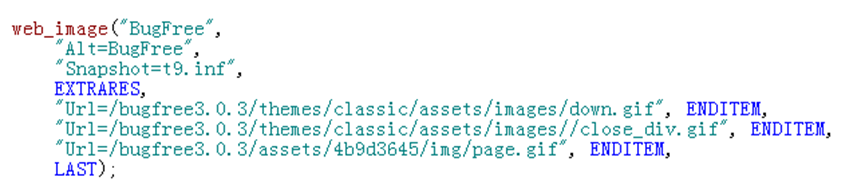 web_image("BugFree",
"Alt=BugFree",
"Snapshot=t9.inf",
EXTRARES,
"Url=/bugfree3.0.3/themes/classic/assets/images/down.gif", ENDITEM,
"Url=/bugfree3.0.3/themes/classic/assets/images//close_div.gif", ENDITEM,
"Url=/bugfree3.0.3/assets/4b9d3645/img/page.gif", ENDITEM,
LAST);